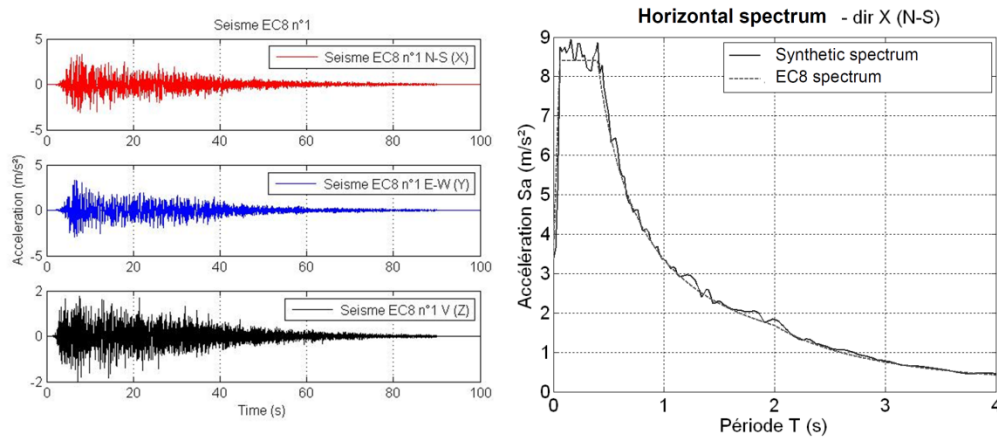 Seisme EC8 n°1
5
0
-5
Seisme EC8 n°1 N-S (X)
0 20 40 60 80 100
Acceleration (m/s²)
5
0
-5
Seisme EC8 n°1 E-W (Y)
0 20 40 60 80 100
2
0
-2
Seisme EC8 n°1 V (Z)
0 20 40 60 80 100
Time (s)
Horizontal spectrum - dir X (N-S)
Accélération Sa (m/s²)
9
8
7
6
5
4
3
2
1
0
Synthetic spectrum
EC8 spectrum
0 1 2 3 4
Période T (s)